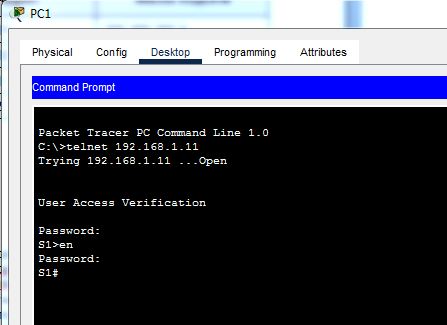 PC1
Physical Config Desktop Programming Attributes
Command Prompt
Packet Tracer PC Command Line 1.0
C:\>telnet 192.168.1.11
Trying 192.168.1.11 ...Open
User Access Verification
Password:
S1>en
Password:
S1#